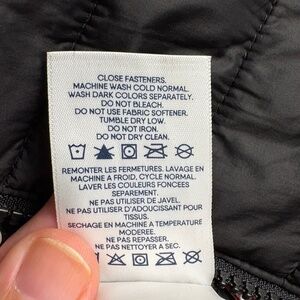 CLOSE FASTENERS.
MACHINE WASH COLD NORMAL.
WASH DARK COLORS SEPARATELY.
DO NOT BLEACH.
DO NOT USE FABRIC SOFTENER.
TUMBLE DRY LOW.
DO NOT IRON.
DO NOT DRY CLEAN.
REMONTER LES FERMETURES. LAVAGE EN
MACHINE A FROID, CYCLE NORMAL.
LAVER LES COULEURS FONCEES
SEPAREMENT.
NE PAS UTILISER DE JAVEL.
NE PAS UTILISER D'ADOUCISSANT POUR
TISSUS.
SECHAGE EN MACHINE A TEMPERATURE
MODEREE.
NE PAS REPASSER.
NE PAS NETTOYER A SEC.